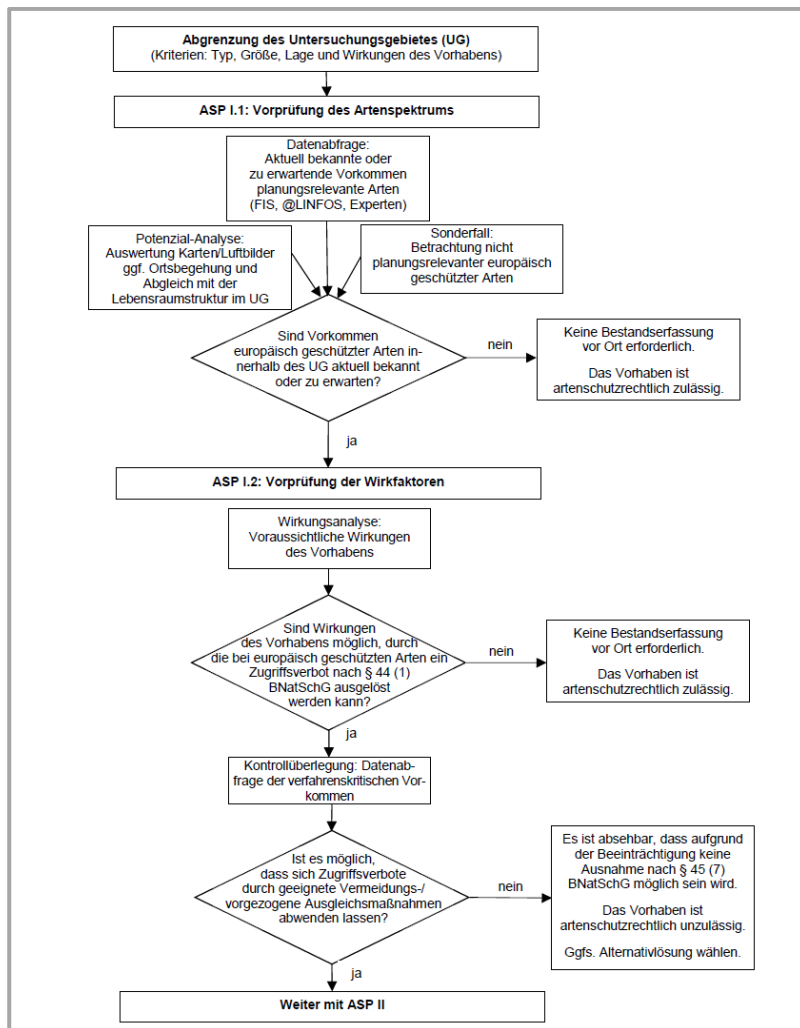 Abgrenzung des Untersuchungsgebietes (UG)
(Kriterien: Typ, Größe, Lage und Wirkungen des Vorhabens)
ASP I.1: Vorprüfung des Artenspektrums
Datenabfrage:
Aktuell bekannte oder
zu erwartende Vorkommen
planungsrelevante Arten
(FIS, @LINFOS, Experten)
Potenzial-Analyse:
Auswertung Karten/Luftbilder
ggf. Ortsbegehung und
Abgleich mit der
Lebensraumstruktur im UG
Sonderfall:
Betrachtung nicht
planungsrelevanter europäisch
geschützter Arten
Sind Vorkommen
europäisch geschützter Arten in-
nerhalb des UG aktuell bekannt
oder zu erwarten?
nein
Keine Bestandserfassung
vor Ort erforderlich.
Das Vorhaben ist
artenschutzrechtlich zulässig.
ja
ASP I.2: Vorprüfung der Wirkfaktoren
Wirkungsanalyse:
Voraussichtliche Wirkungen
des Vorhabens
Sind Wirkungen
des Vorhabens möglich, durch
die bei europäisch geschützten Arten ein
Zugriffsverbot nach § 44 (1)
BNatSchG ausgelöst
werden kann?
nein
Keine Bestandserfassung
vor Ort erforderlich.
Das Vorhaben ist
artenschutzrechtlich zulässig.
ja
Kontrollüberlegung: Datenab-
frage der verfahrenskritischen Vor-
kommen
Ist es möglich,
dass sich Zugriffsverbote
durch geeignete Vermeidungs-/
vorgezogene Ausgleichsmaßnahmen
abwenden lassen?
nein
Es ist absehbar, dass aufgrund
der Beeinträchtigung keine
Ausnahme nach § 45 (7)
BNatSchG möglich sein wird.
Das Vorhaben ist
artenschutzrechtlich unzulässig.
Ggfs. Alternativlösung wählen.
ja
Weiter mit ASP II